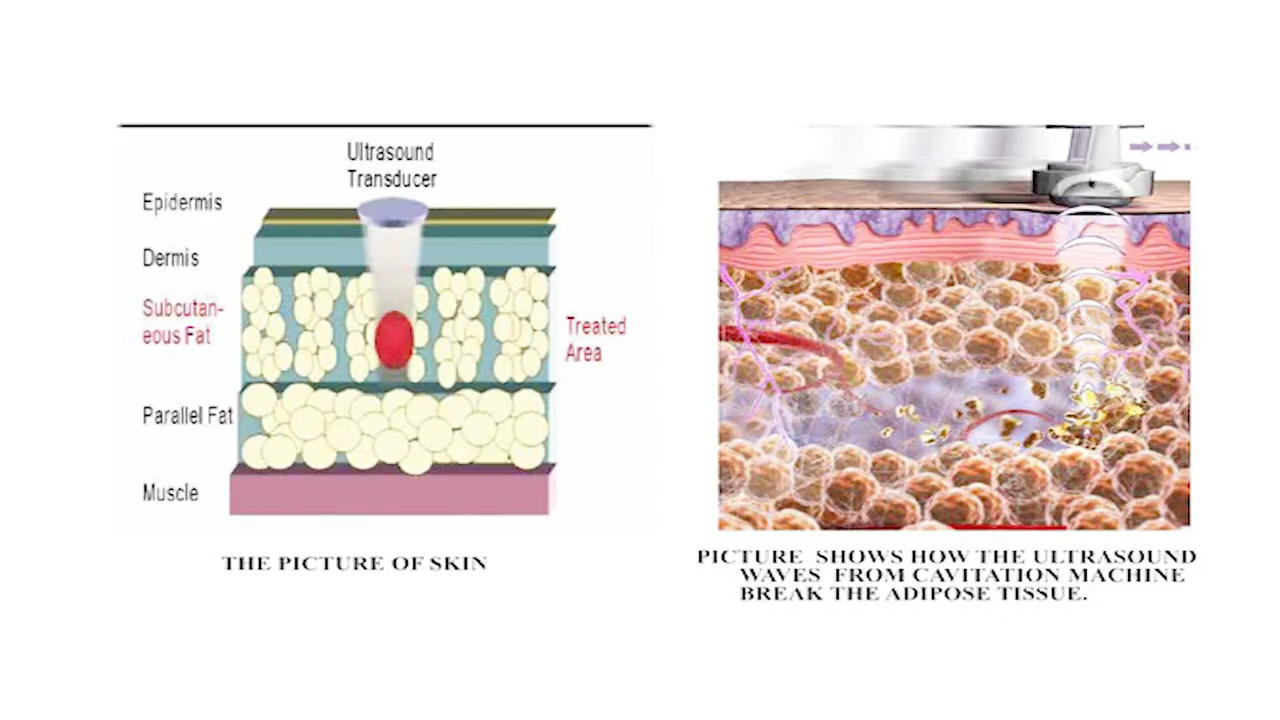 Ultrasound
Transducer
Epidermis
Dermis
Subcutan-
eous Fat
Treated
Area
Parallel Fat
Muscle
THE PICTURE OF SKIN
PICTURE SHOWS HOW THE ULTRASOUND
WAVES FROM CAVITATION MACHINE
BREAK THE ADIPOSE TISSUE.